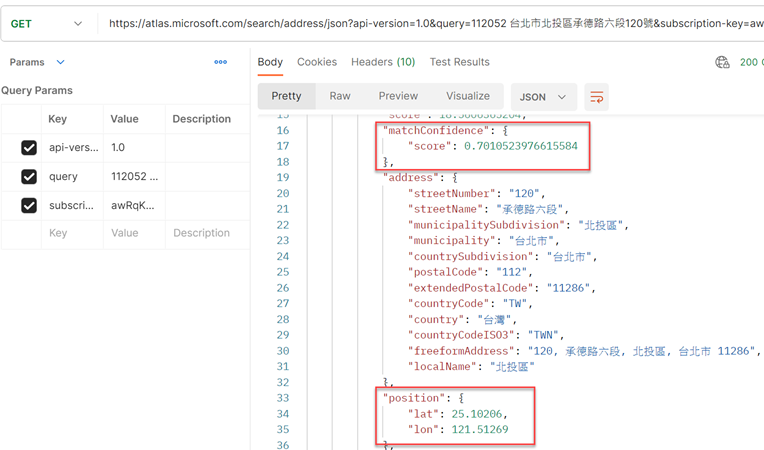 GET https://atlas.microsoft.com/search/address/json?api-version=1.0&query=112052 台北市北投區承德路六段120號&subscription-key=aw
Params
Body Cookies Headers (10) Test Results 200
Query Params
Pretty Raw Preview Visualize JSON
Key Value Description
api-vers... 1.0
query 112052 ...
subscri... awRqK...
Key Value Description
16 "matchConfidence": {
17 "score": 0.7010523976615584
18 },
19 "address": {
20 "streetNumber": "120",
21 "streetName": "承德路六段",
22 "municipalitySubdivision": "北投區",
23 "municipality": "台北市",
24 "countrySubdivision": "台北市",
25 "postalCode": "112",
26 "extendedPostalCode": "11286",
27 "countryCode": "TW",
28 "country": "台灣",
29 "countryCodeISO3": "TWN",
30 "freeformAddress": "120, 承德路六段, 北投區, 台北市 11286",
31 "localName": "北投區"
32 },
33 "position": {
34 "lat": 25.10206,
35 "lon": 121.51269
36 },